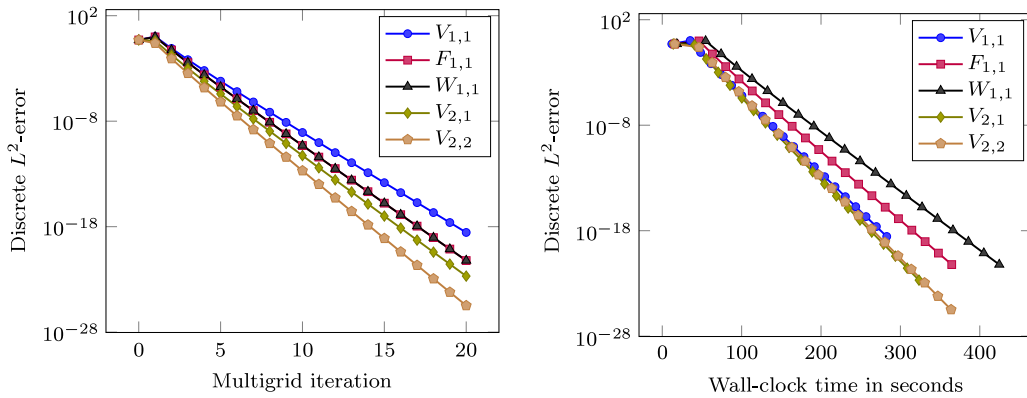 10^2
10^−8
10^−18
10^−28
Discrete L^2-error
0
5
10
15
20
Multigrid iteration
V_{1,1}
F_{1,1}
W_{1,1}
V_{2,1}
V_{2,2}
10^2
10^−8
10^−18
10^−28
Discrete L^2-error
0
100
200
300
400
Wall-clock time in seconds
V_{1,1}
F_{1,1}
W_{1,1}
V_{2,1}
V_{2,2}